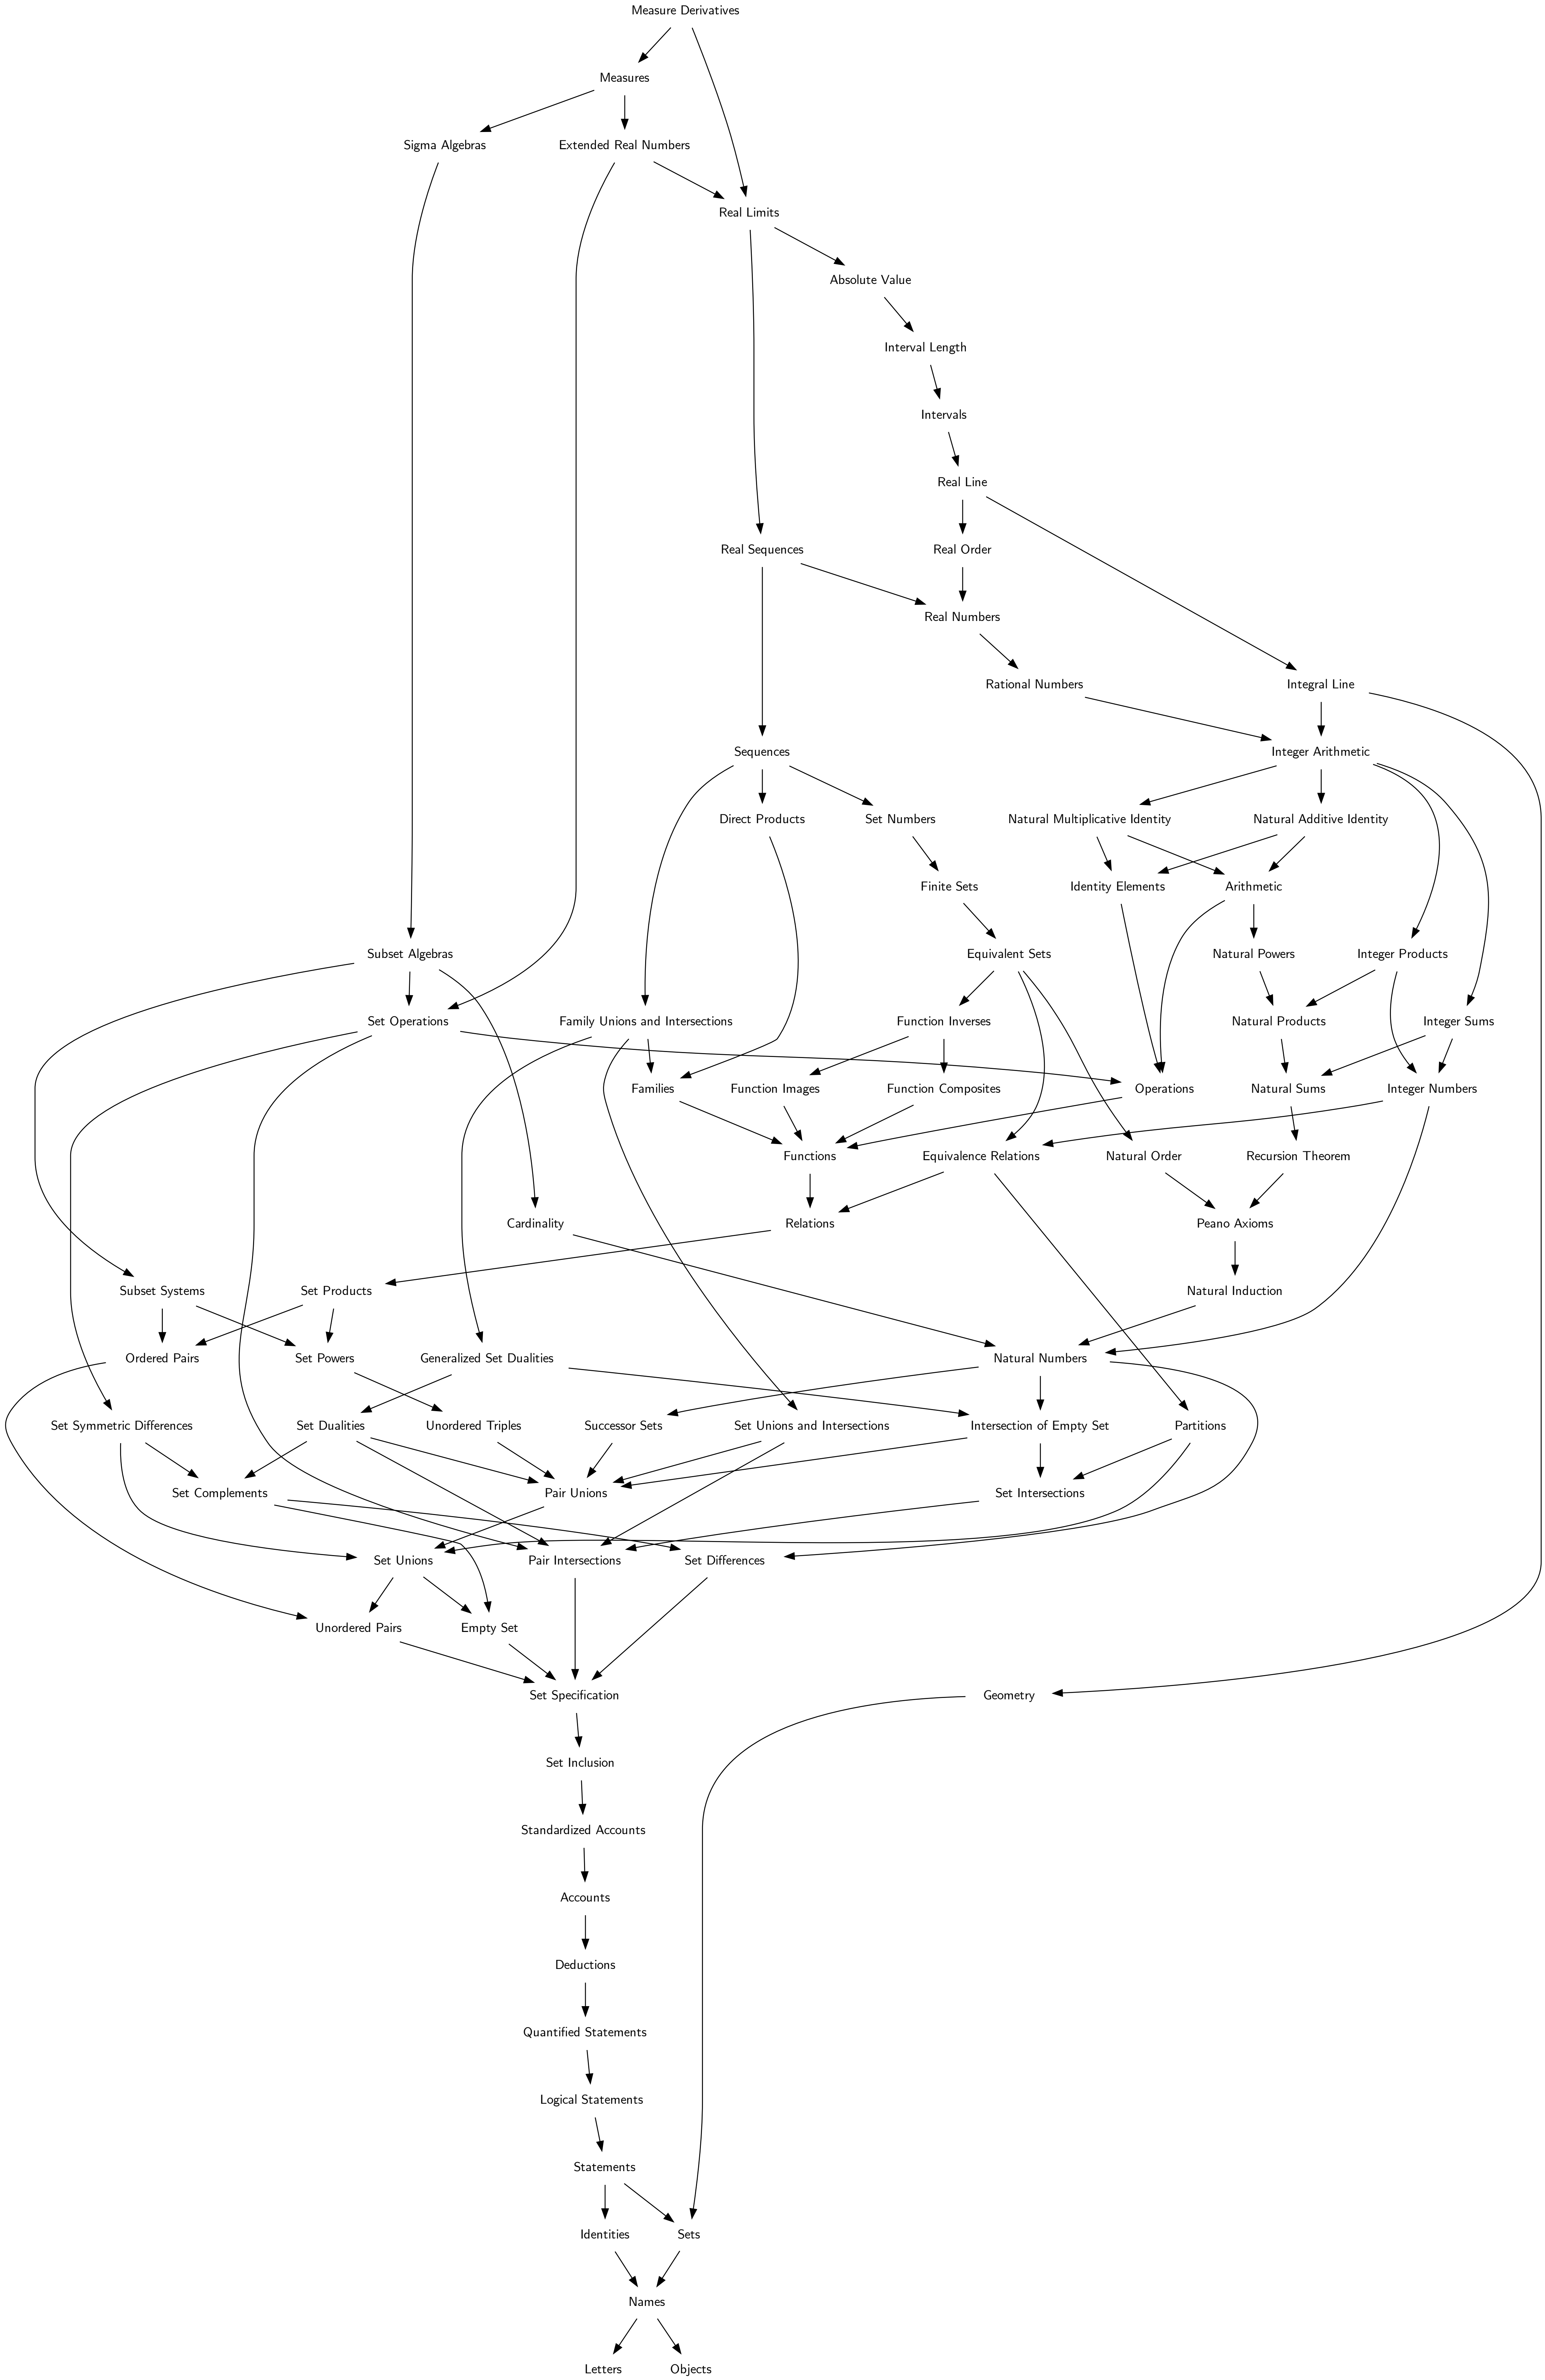 Measure Derivatives
Measures
Sigma Algebras
Extended Real Numbers
Real Limits
Absolute Value
Interval Length
Intervals
Real Line
Real Sequences
Real Order
Real Numbers
Rational Numbers
Integral Line
Sequences
Integer Arithmetic
Direct Products
Set Numbers
Natural Multiplicative Identity
Natural Additive Identity
Finite Sets
Identity Elements
Arithmetic
Subset Algebras
Equivalent Sets
Natural Powers
Integer Products
Set Operations
Family Unions and Intersections
Function Inverses
Natural Products
Integer Sums
Families
Function Images
Function Composites
Operations
Natural Sums
Integer Numbers
Functions
Equivalence Relations
Natural Order
Recursion Theorem
Cardinality
Relations
Peano Axioms
Subset Systems
Set Products
Natural Induction
Ordered Pairs
Set Powers
Generalized Set Dualities
Natural Numbers
Set Symmetric Differences
Set Dualities
Unordered Triples
Successor Sets
Set Unions and Intersections
Intersection of Empty Set
Partitions
Set Complements
Pair Unions
Set Intersections
Set Unions
Pair Intersections
Set Differences
Unordered Pairs
Empty Set
Set Specification
Geometry
Set Inclusion
Standardized Accounts
Accounts
Deductions
Quantified Statements
Logical Statements
Statements
Identities
Sets
Names
Letters
Objects